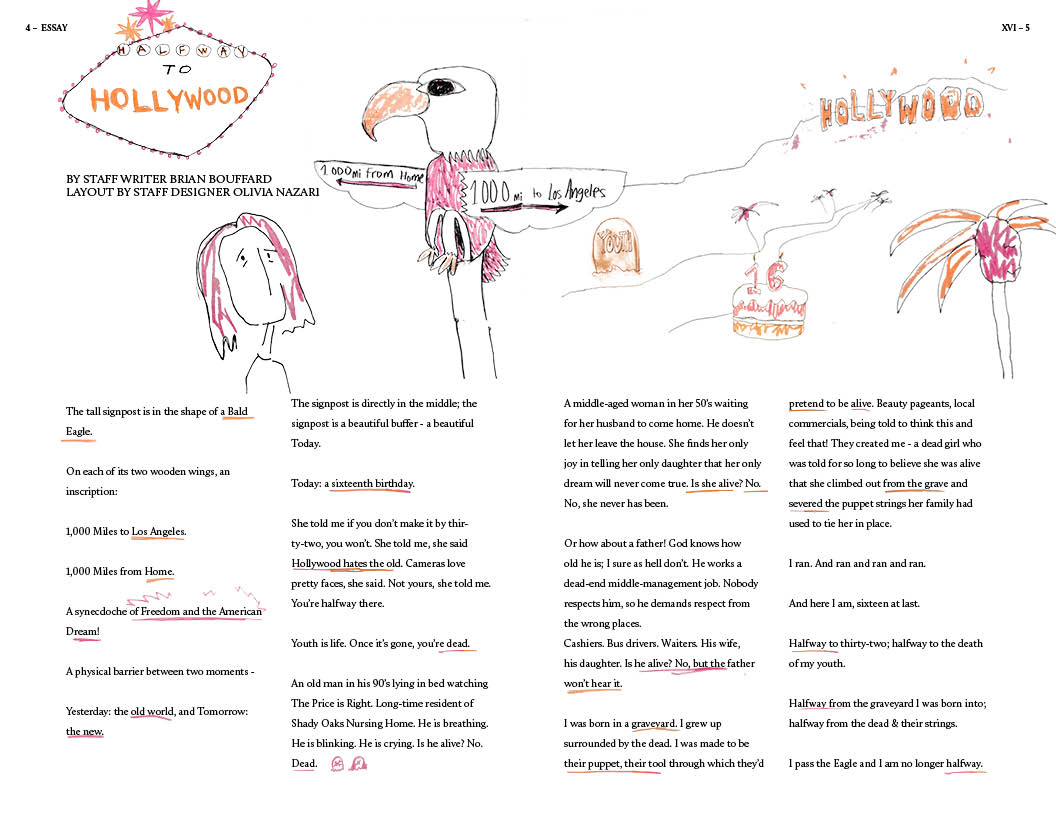 4 – ESSAY
XVI – 5
HALFWAY
TO
HOLLYWOOD
BY STAFF WRITER BRIAN BOUFFARD
LAYOUT BY STAFF DESIGNER OLIVIA NAZARI
1000mi from Home
1000 mi to Los Angeles
HOLLYWOOD
YOUTH
16
The tall signpost is in the shape of a Bald
Eagle.
On each of its two wooden wings, an
inscription:
1,000 Miles to Los Angeles.
1,000 Miles from Home.
A synecdoche of Freedom and the American
Dream!
A physical barrier between two moments -
Yesterday: the old world, and Tomorrow:
the new.
The signpost is directly in the middle; the
signpost is a beautiful buffer - a beautiful
Today.
Today: a sixteenth birthday.
She told me if you don't make it by thir-
ty-two, you won't. She told me, she said
Hollywood hates the old. Cameras love
pretty faces, she said. Not yours, she told me.
You're halfway there.
Youth is life. Once it's gone, you're dead.
An old man in his 90's lying in bed watching
The Price is Right. Long-time resident of
Shady Oaks Nursing Home. He is breathing.
He is blinking. He is crying. Is he alive? No.
Dead.
A middle-aged woman in her 50's waiting
for her husband to come home. He doesn't
let her leave the house. She finds her only
joy in telling her only daughter that her only
dream will never come true. Is she alive? No.
No, she never has been.
Or how about a father! God knows how
old he is; I sure as hell don't. He works a
dead-end middle-management job. Nobody
respects him, so he demands respect from
the wrong places.
Cashiers. Bus drivers. Waiters. His wife,
his daughter. Is he alive? No, but the father
won't hear it.
I was born in a graveyard. I grew up
surrounded by the dead. I was made to be
their puppet, their tool through which they'd
pretend to be alive. Beauty pageants, local
commercials, being told to think this and
feel that! They created me - a dead girl who
was told for so long to believe she was alive
that she climbed out from the grave and
severed the puppet strings her family had
used to tie her in place.
I ran. And ran and ran and ran.
And here I am, sixteen at last.
Halfway to thirty-two; halfway to the death
of my youth.
Halfway from the graveyard I was born into;
halfway from the dead & their strings.
I pass the Eagle and I am no longer halfway.